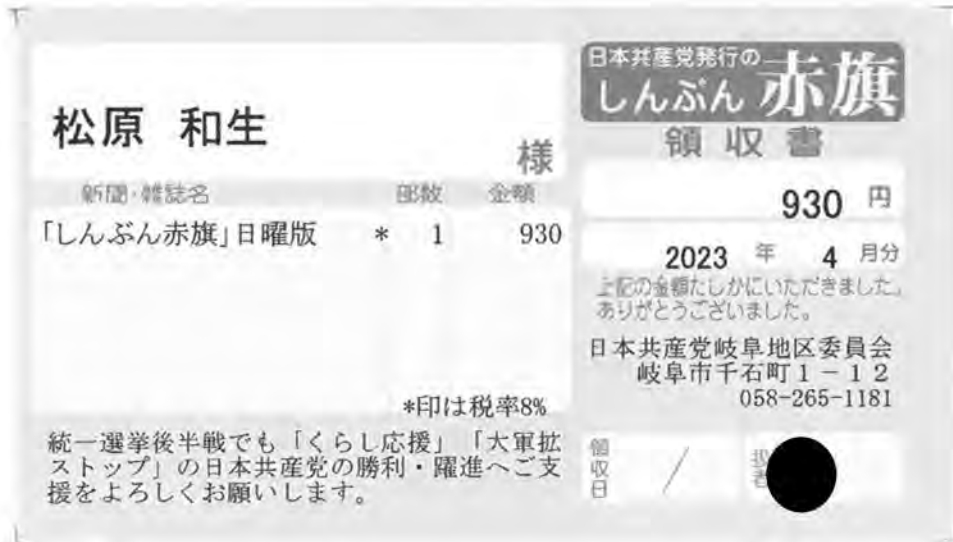 松原 和生
様
新聞・雑誌名 部数 金額
「しんぶん赤旗」日曜版 * 1 930
*印は税率8%
統一選挙後半戦でも「くらし応援」「大軍拡
ストップ」の日本共産党の勝利・躍進へご支
援をよろしくお願いします。
日本共産党発行の
しんぶん赤旗
領収書
930 円
2023 年 4 月分
上記の金額たしかにいただきました。
ありがとうございました。
日本共産党岐阜地区委員会
岐阜市千石町1-12
058-265-1181
領収日 /